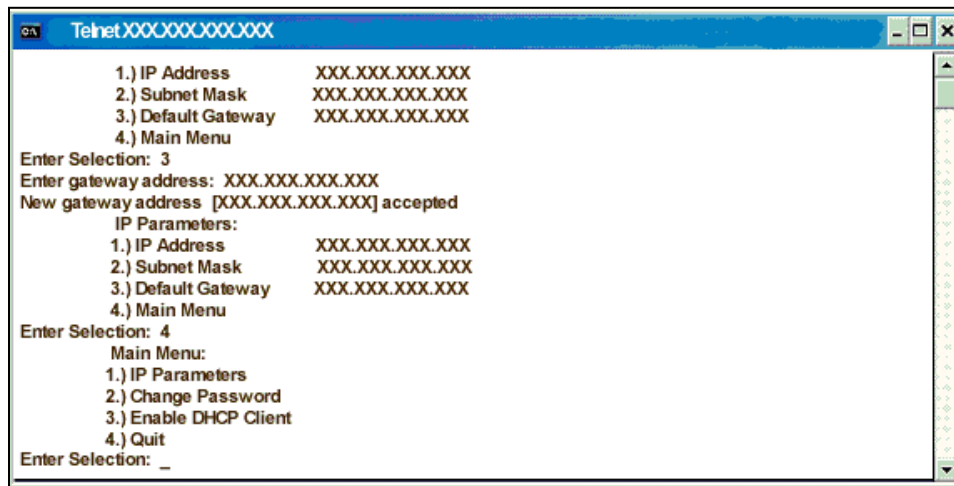 Telnet XXX.XXX.XXX.XXX
1.) IP Address XXX.XXX.XXX.XXX
2.) Subnet Mask XXX.XXX.XXX.XXX
3.) Default Gateway XXX.XXX.XXX.XXX
4.) Main Menu
Enter Selection: 3
Enter gateway address: XXX.XXX.XXX.XXX
New gateway address [XXX.XXX.XXX.XXX] accepted
IP Parameters:
1.) IP Address XXX.XXX.XXX.XXX
2.) Subnet Mask XXX.XXX.XXX.XXX
3.) Default Gateway XXX.XXX.XXX.XXX
4.) Main Menu
Enter Selection: 4
Main Menu:
1.) IP Parameters
2.) Change Password
3.) Enable DHCP Client
4.) Quit
Enter Selection: _